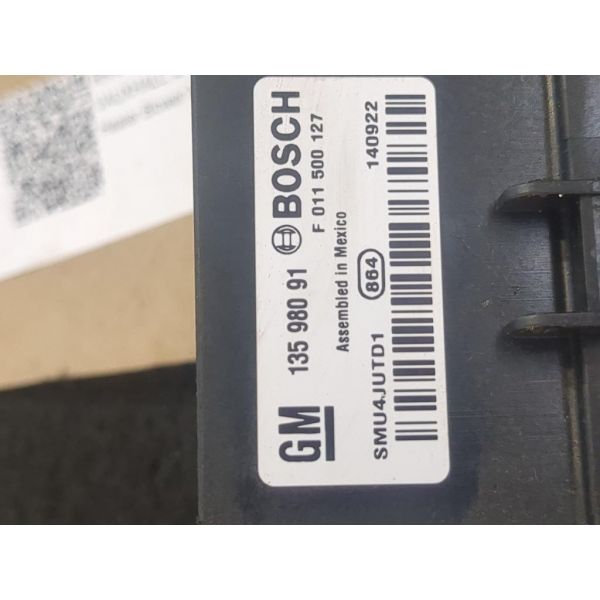 GM 135 980 91 BOSCH
F 011 500 127
Assembled in Mexico
864
140922
SMU4JUTD1